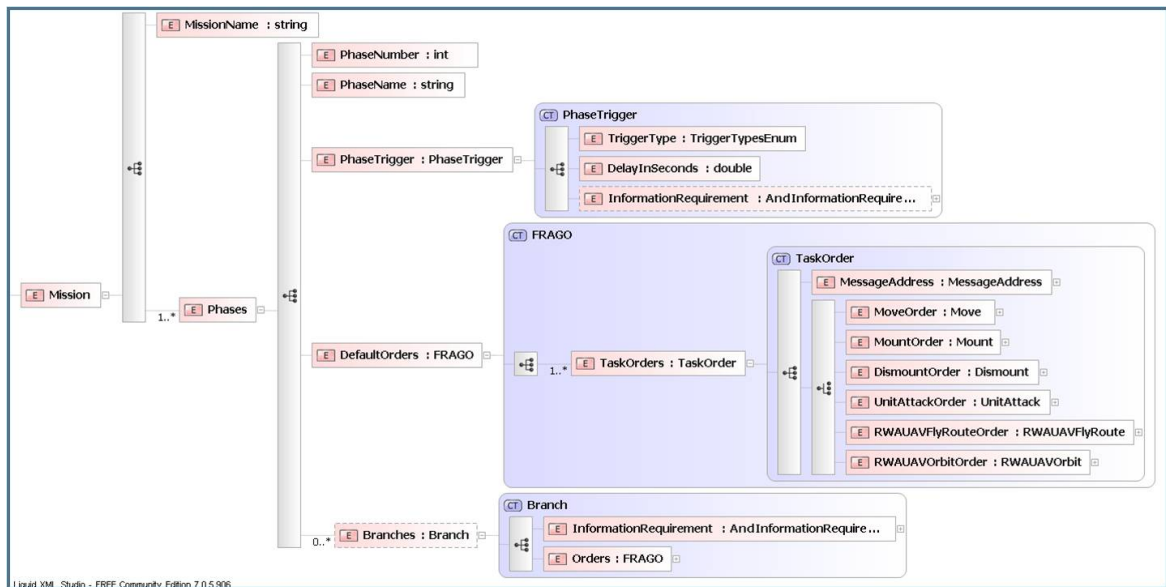 MissionName : string
PhaseNumber : int
PhaseName : string
CT PhaseTrigger
E TriggerType : TriggerTypesEnum
E PhaseTrigger : PhaseTrigger
E DelayInSeconds : double
E InformationRequirement : AndInformationRequire...
CT FRAGO
CT TaskOrder
E MessageAddress : MessageAddress
E Mission
1..* E Phases
E MoveOrder : Move
E MountOrder : Mount
E DefaultOrders : FRAGO
1..* E TaskOrders : TaskOrder
E DismountOrder : Dismount
E UnitAttackOrder : UnitAttack
E RWAUAVFlyRouteOrder : RWAUAVFlyRoute
E RWAUAVOrbitOrder : RWAUAVOrbit
CT Branch
E InformationRequirement : AndInformationRequire...
0..* E Branches : Branch
E Orders : FRAGO
Liquid XML Studio - FREE Community Edition 7.0.5.906